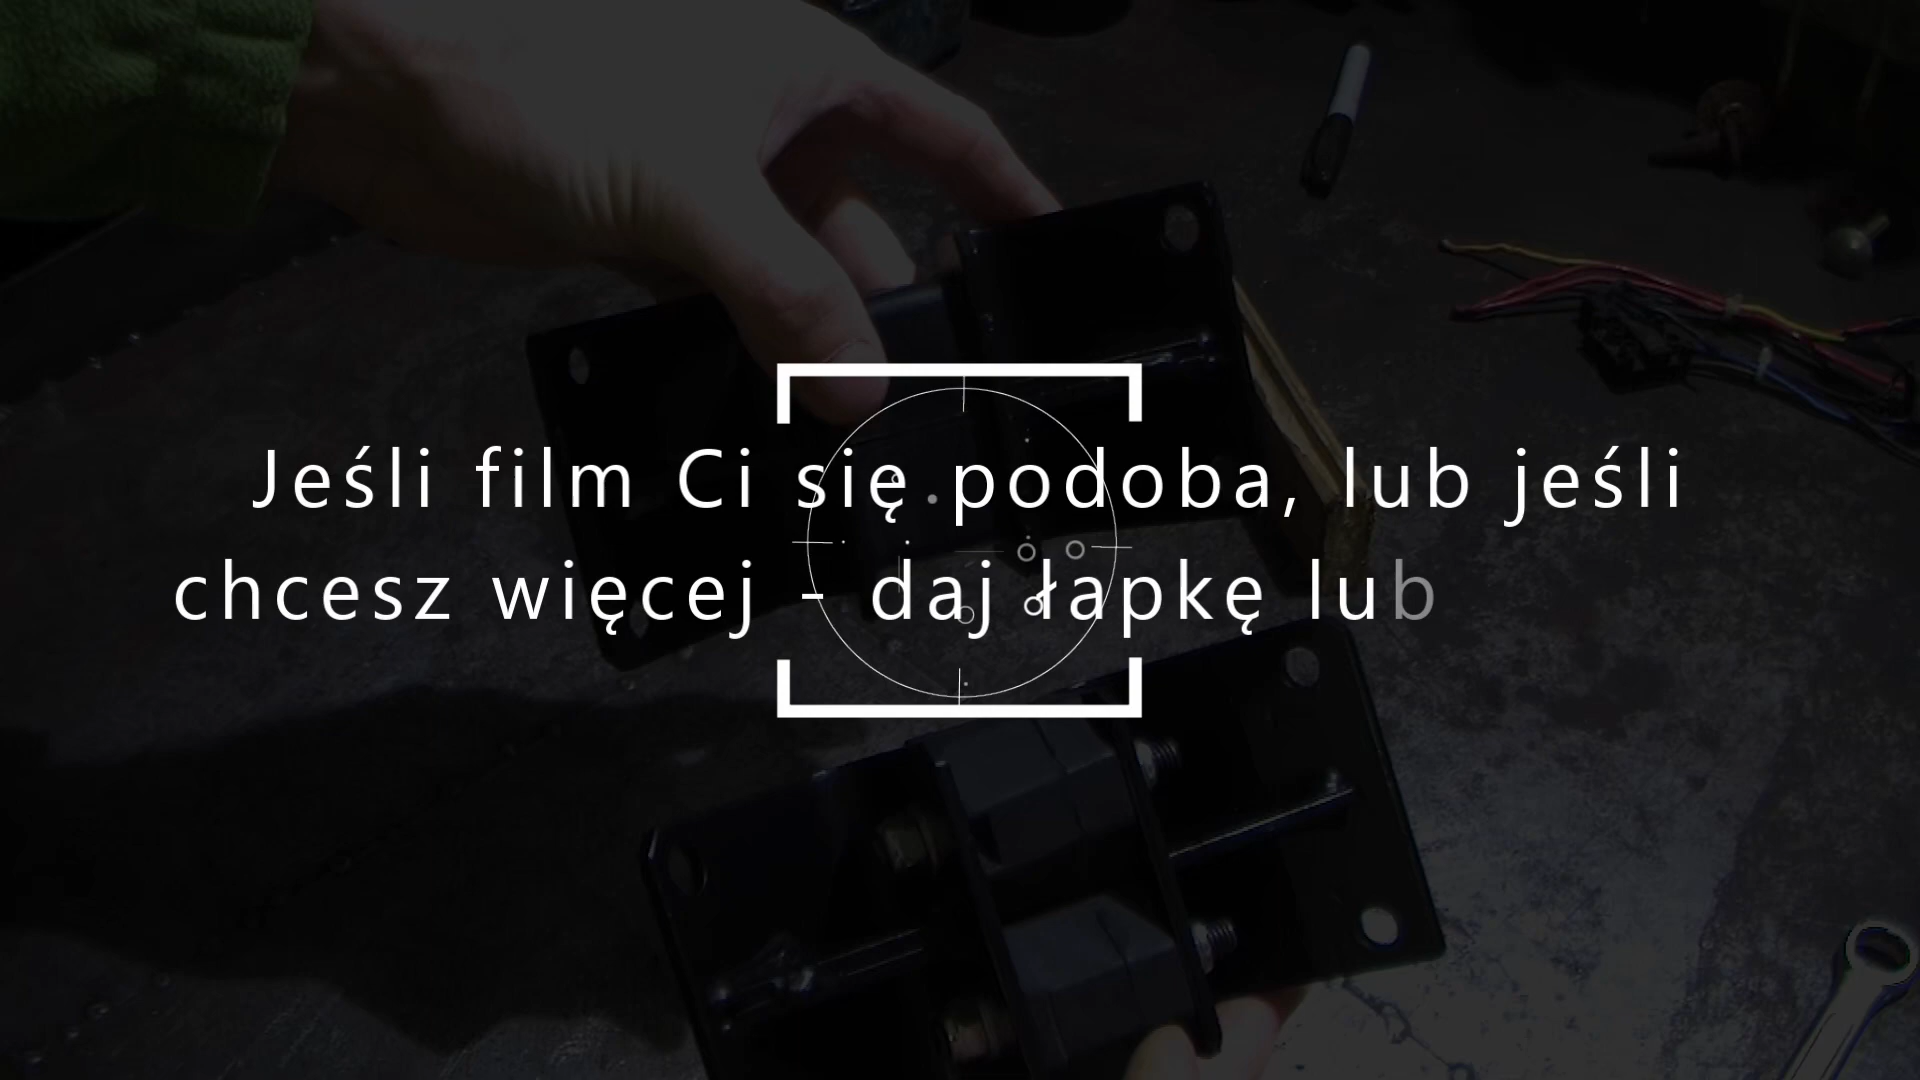 Jeśli film Ci się podoba, lub jeśli
chcesz więcej - daj łapkę lub